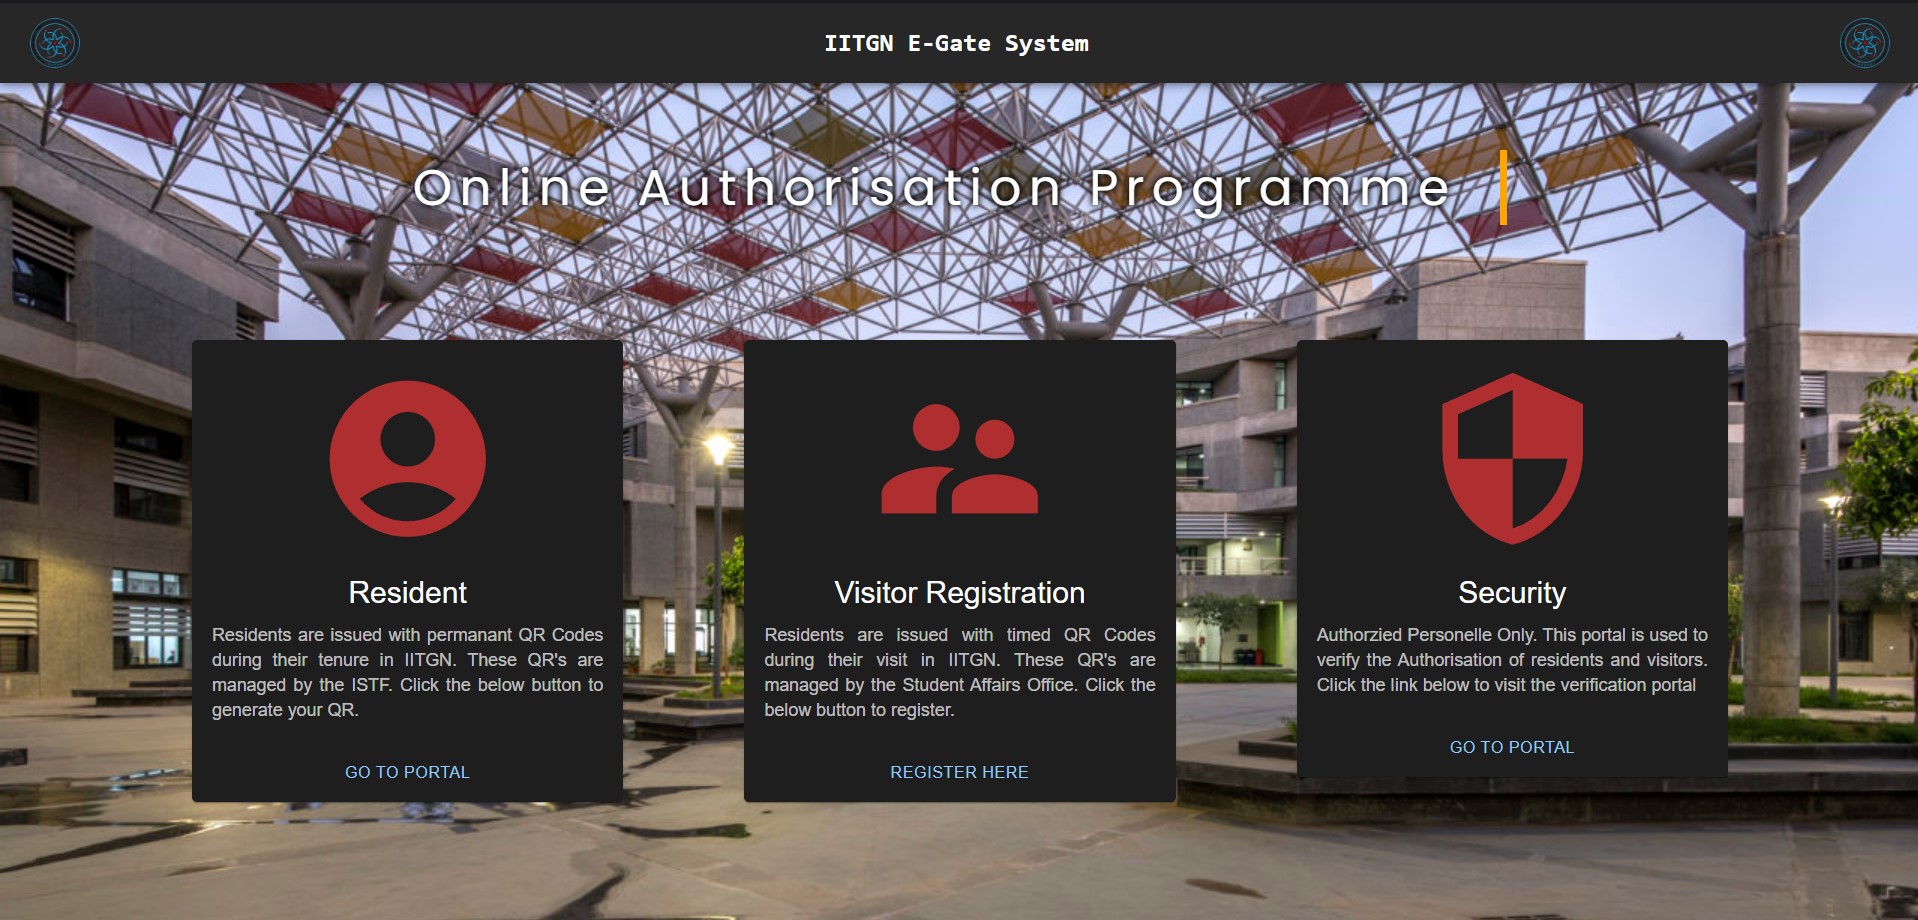 IITGN E-Gate System
Online Authorisation Programme
Resident
Residents are issued with permanant QR Codes
during their tenure in IITGN. These QR's are
managed by the ISTF. Click the below button to
generate your QR.
GO TO PORTAL
Visitor Registration
Residents are issued with timed QR Codes
during their visit in IITGN. These QR's are
managed by the Student Affairs Office. Click the
below button to register.
REGISTER HERE
Security
Authorzied Personelle Only. This portal is used to
verify the Authorisation of residents and visitors.
Click the link below to visit the verification portal
GO TO PORTAL